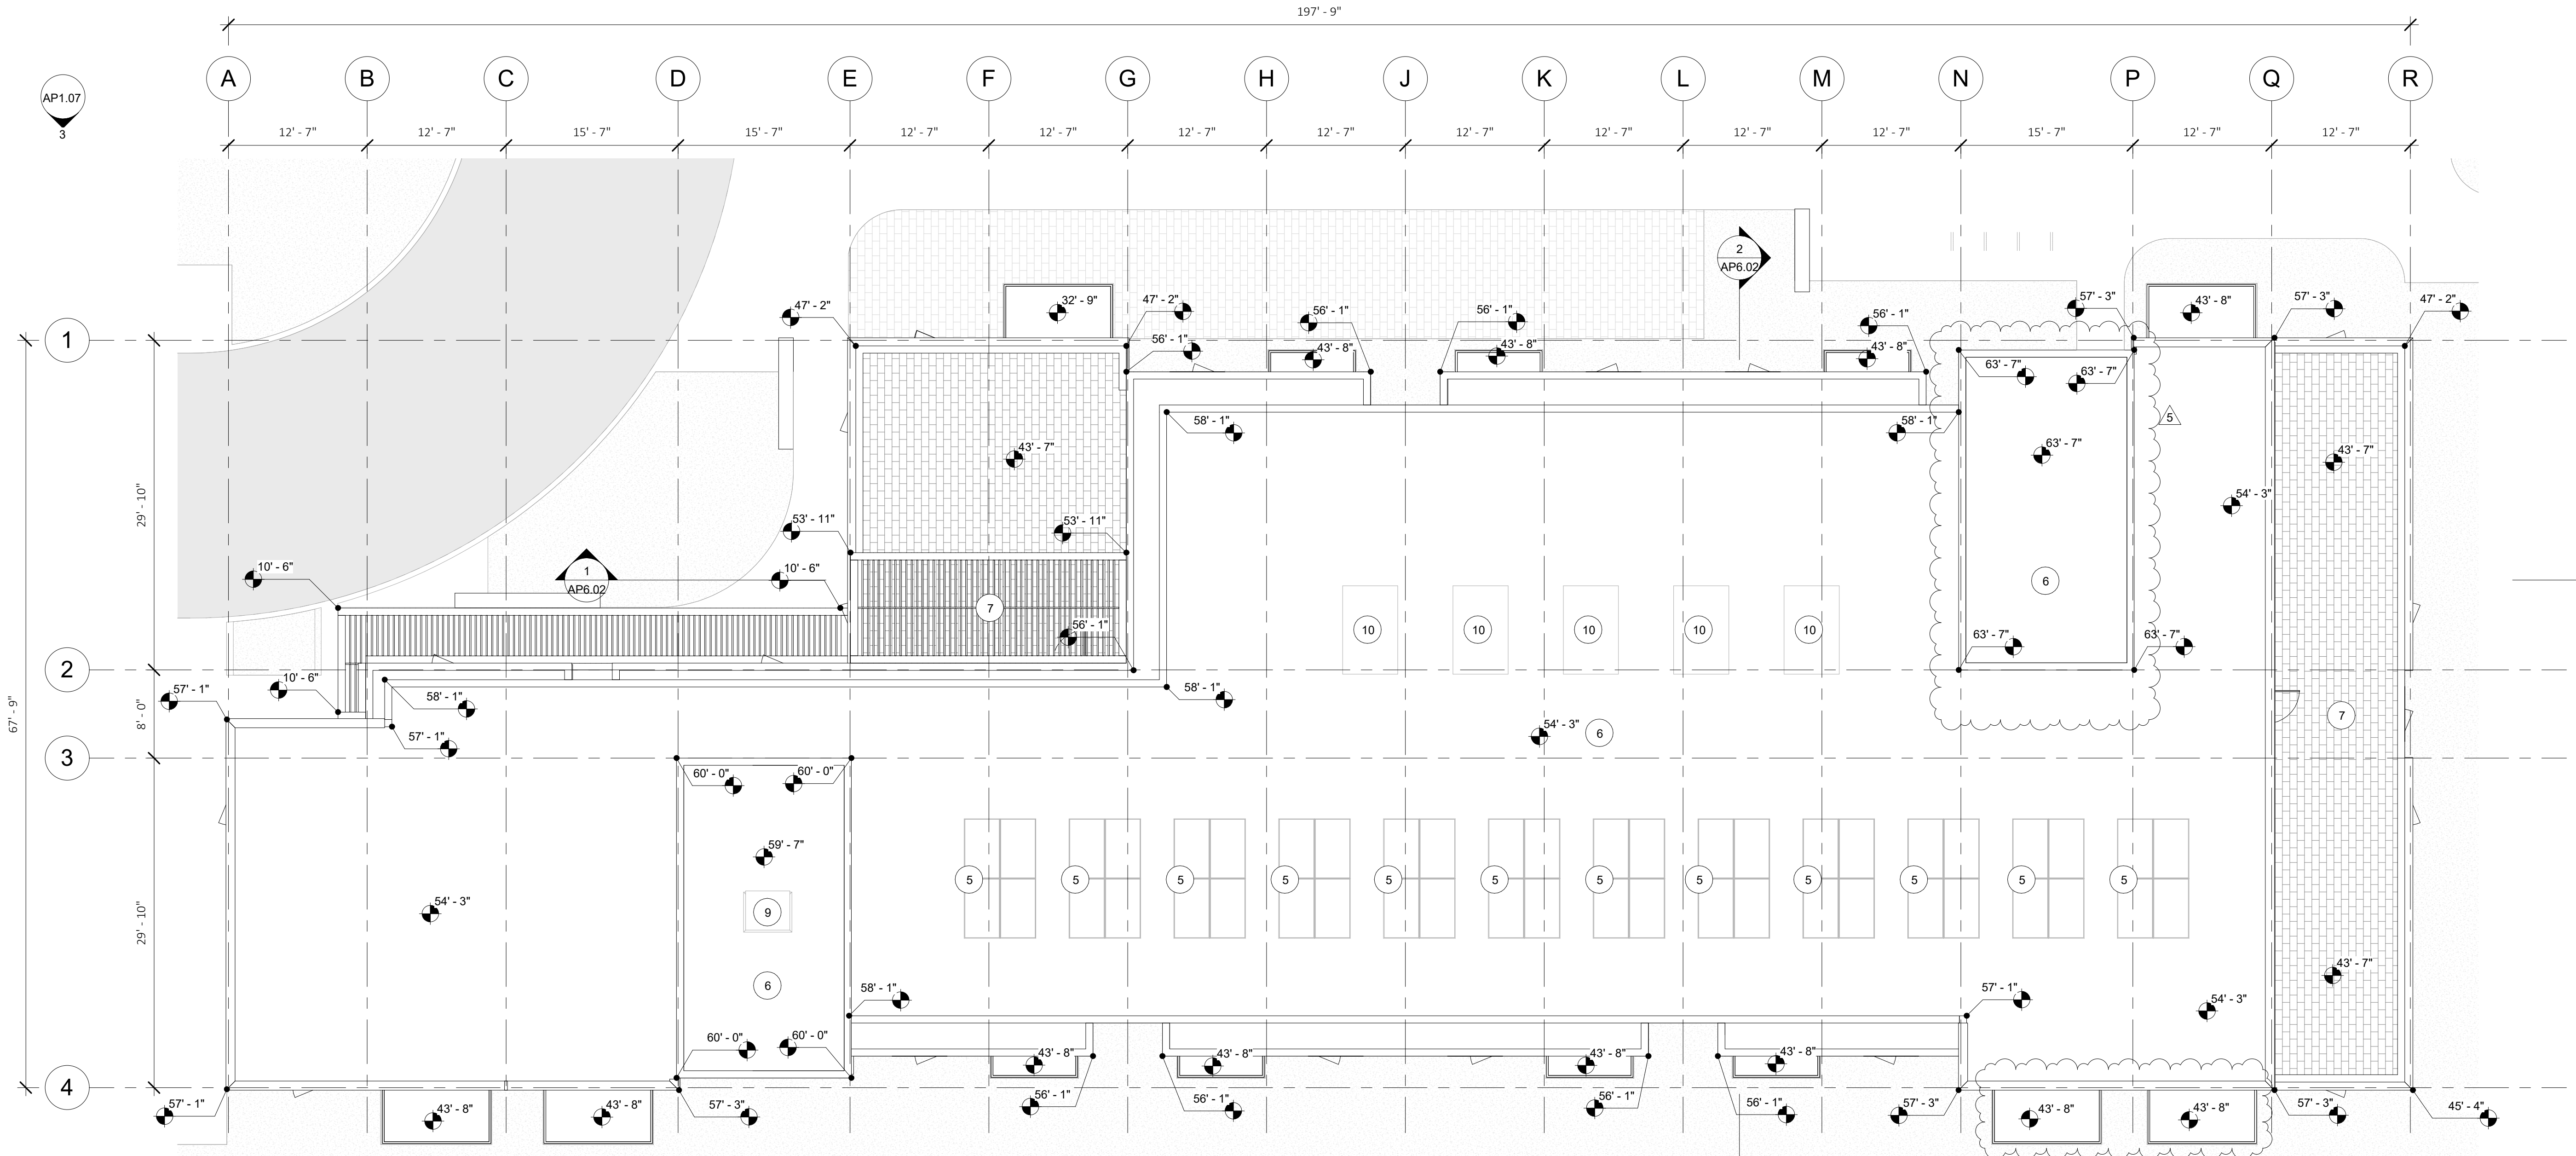 197' - 9"
A
B
C
D
E
F
G
H
J
K
L
M
N
P
Q
R
AP1.07
3
12' - 7"
12' - 7"
15' - 7"
15' - 7"
12' - 7"
12' - 7"
12' - 7"
12' - 7"
12' - 7"
12' - 7"
12' - 7"
12' - 7"
15' - 7"
12' - 7"
12' - 7"
2
AP6.02
47' - 2"
32' - 9"
47' - 2"
56' - 1"
56' - 1"
56' - 1"
57' - 3"
43' - 8"
57' - 3"
47' - 2"
1
56' - 1"
43' - 8"
43' - 8"
43' - 8"
63' - 7"
63' - 7"
5
58' - 1"
58' - 1"
43' - 7"
63' - 7"
43' - 7"
54' - 3"
29' - 10"
53' - 11"
53' - 11"
10' - 6"
1
AP6.02
10' - 6"
6
7
56' - 1"
10
10
10
10
10
63' - 7"
63' - 7"
2
10' - 6"
57' - 1"
58' - 1"
58' - 1"
67' - 9"
8' - 0"
7
57' - 1"
54' - 3"
6
3
60' - 0"
60' - 0"
59' - 7"
5
5
5
5
5
5
5
5
5
5
5
5
54' - 3"
9
29' - 10"
43' - 7"
6
58' - 1"
57' - 1"
54' - 3"
60' - 0"
60' - 0"
43' - 8"
43' - 8"
43' - 8"
43' - 8"
4
57' - 1"
43' - 8"
43' - 8"
57' - 3"
56' - 1"
56' - 1"
56' - 1"
56' - 1"
57' - 3"
43' - 8"
43' - 8"
57' - 3"
45' - 4"